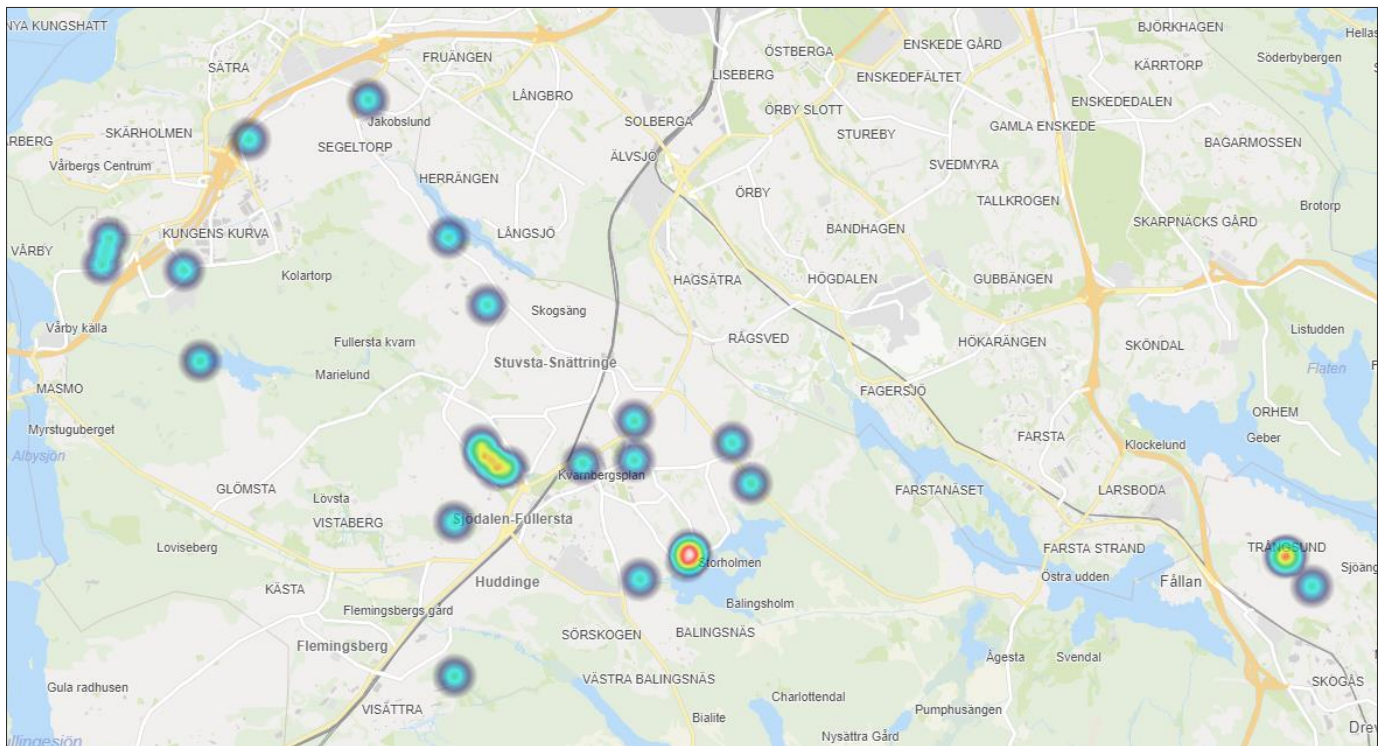 NYA KUNGSHATT
BJÖRKHAGEN
Hellas
FRUÄNGEN
ÖSTBERGA
ENSKEDE GÅRD
Söderbybergen
SÄTRA
LISEBERG
ENSKEDEFÄLTET
KÄRRTORP
LÅNGBRO
ÖRBY SLOTT
ENSKEDEDALEN
Jakobslund
SOLBERGA
STUREBY
GAMLA ENSKEDE
SKÄRHOLMEN
ÅRBERG
SEGELTORP
BAGARMOSSEN
Vårbergs Centrum
ÄLVSJÖ
SVEDMYRA
HERRÄNGEN
ÖRBY
TALLKROGEN
Brotorp
SKARPNÄCKS GÅRD
KUNGENS KURVA
LÅNGSJÖ
BANDHAGEN
VÅRBY
Kolartorp
HAGSÄTRA
HÖGDALEN
GUBBÄNGEN
Skogsäng
Vårby källa
Listudden
Fullersta kvarn
RÅGSVED
HÖKARÄNGEN
SKÖNDAL
Stuvsta-Snättringe
Flaten
Marielund
MASMO
FAGERSJÖ
ORHEM
Myrstuguberget
FARSTA
Geber
Klockelund
Albysjön
Kvarnbergsplan
GLÖMSTA
FARSTANÄSET
LARSBODA
Lövsta
VISTABERG
Sjödalen-Fullersta
Loviseberg
FARSTA STRAND
TRÅNGSUND
Storholmen
Sjöäng
Östra udden
Fållan
KÄSTA
Huddinge
Balingsholm
Flemingsbergs gård
SÖRSKOGEN
BALINGSNÄS
Flemingsberg
Ågesta
Svendal
VÄSTRA BALINGSNÄS
SKOGÅS
Gula radhusen
Charlottendal
VISÄTTRA
Pumphusängen
Bialite
Drev
Nysättra Gård
ullingesjön